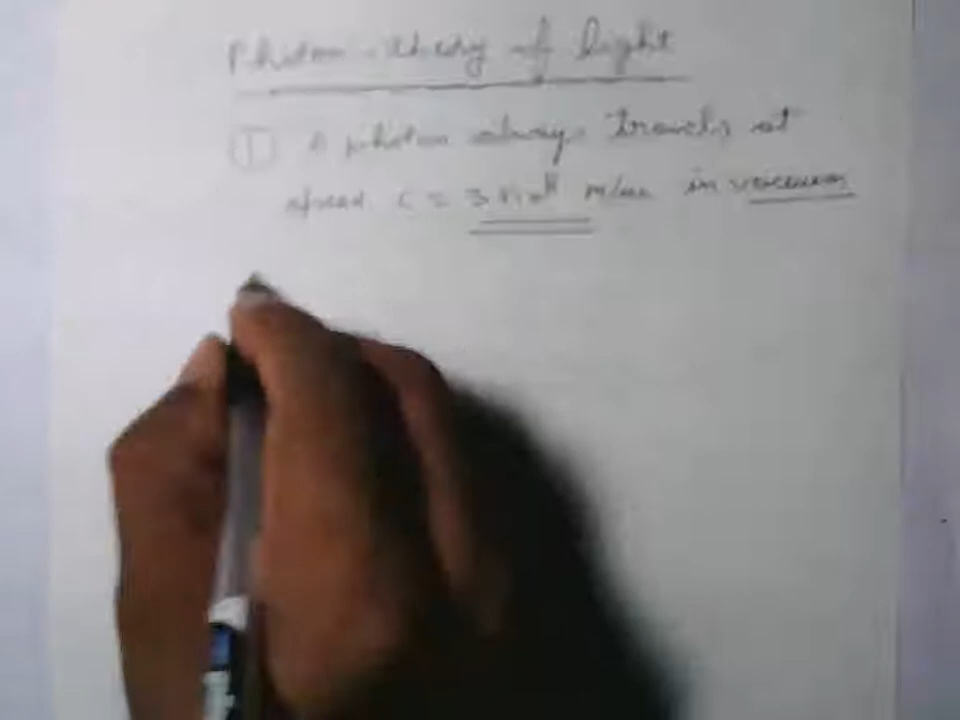 Photon theory of light
① A photon always travels at
speed c = 3 × 10⁸ m/sec in vacuum